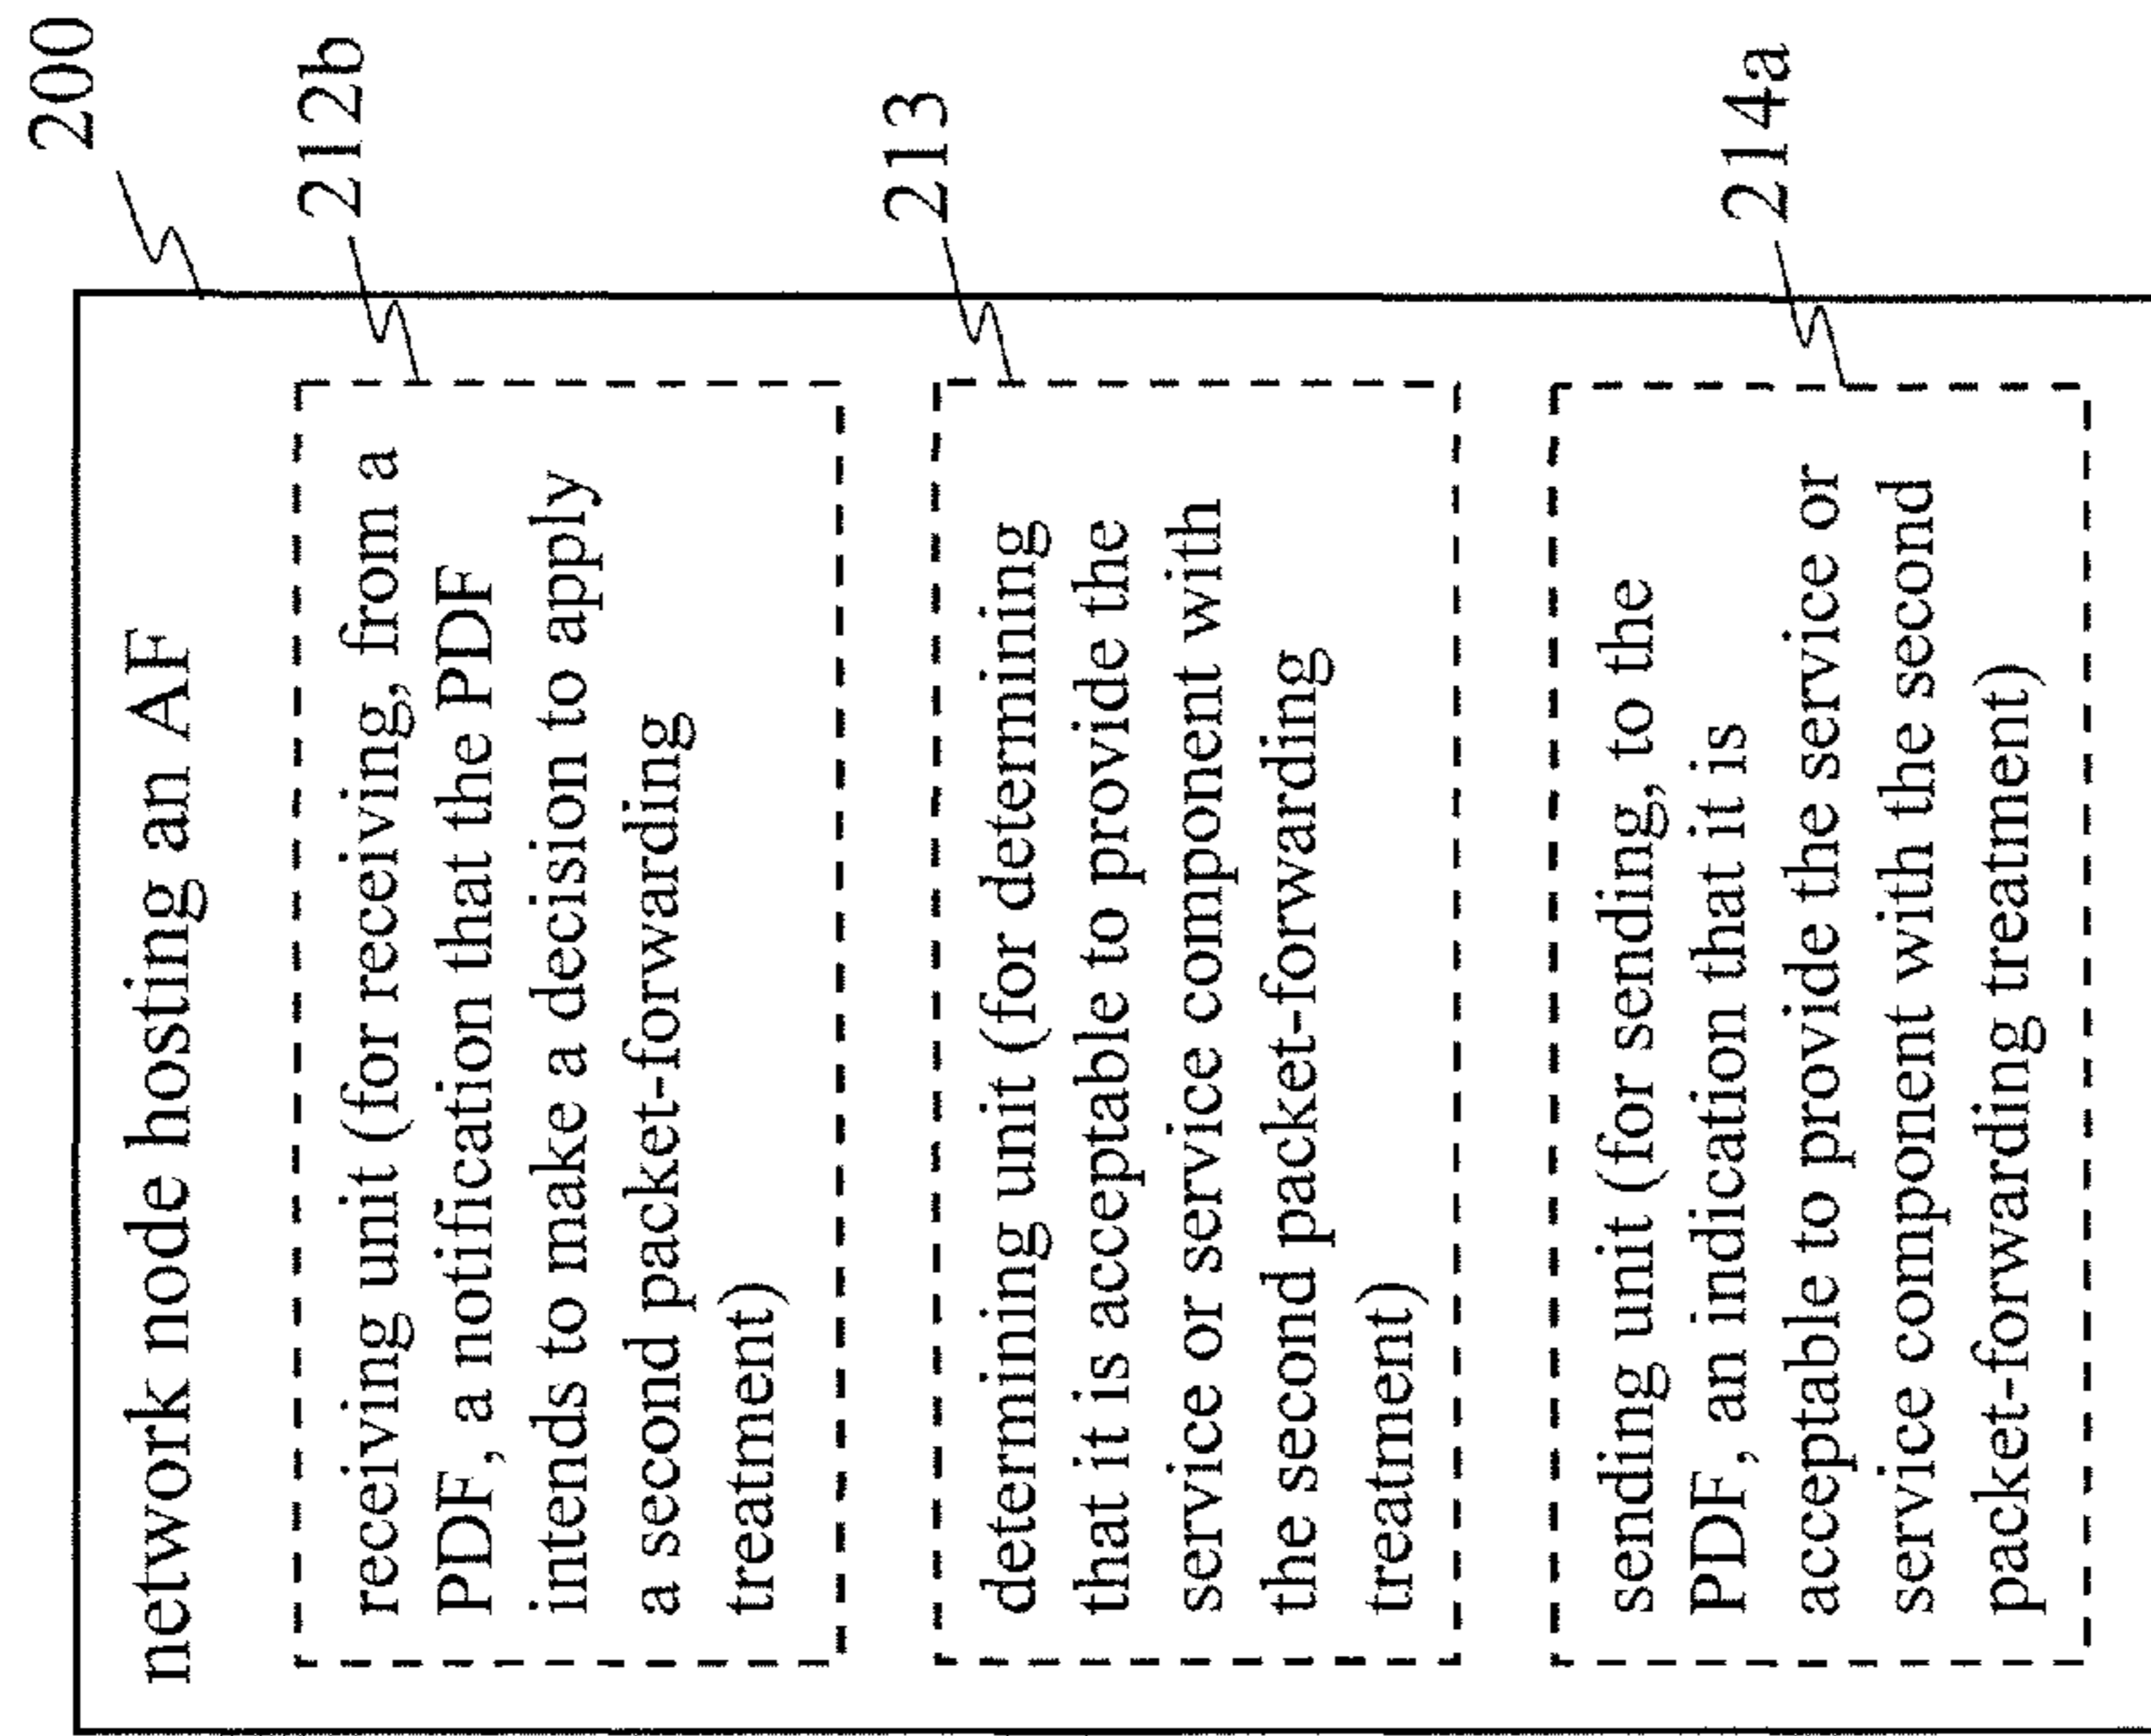 200
network node hosting an AF
212b
receiving unit (for receiving, from a
PDF, a notification that the PDF
intends to make a decision to apply
a second packet-forwarding
treatment)
213
determining unit (for determining
that it is acceptable to provide the
service or service component with
the second packet-forwarding
treatment)
214a
sending unit (for sending, to the
PDF, an indication that it is
acceptable to provide the service or
service component with the second
packet-forwarding treatment)